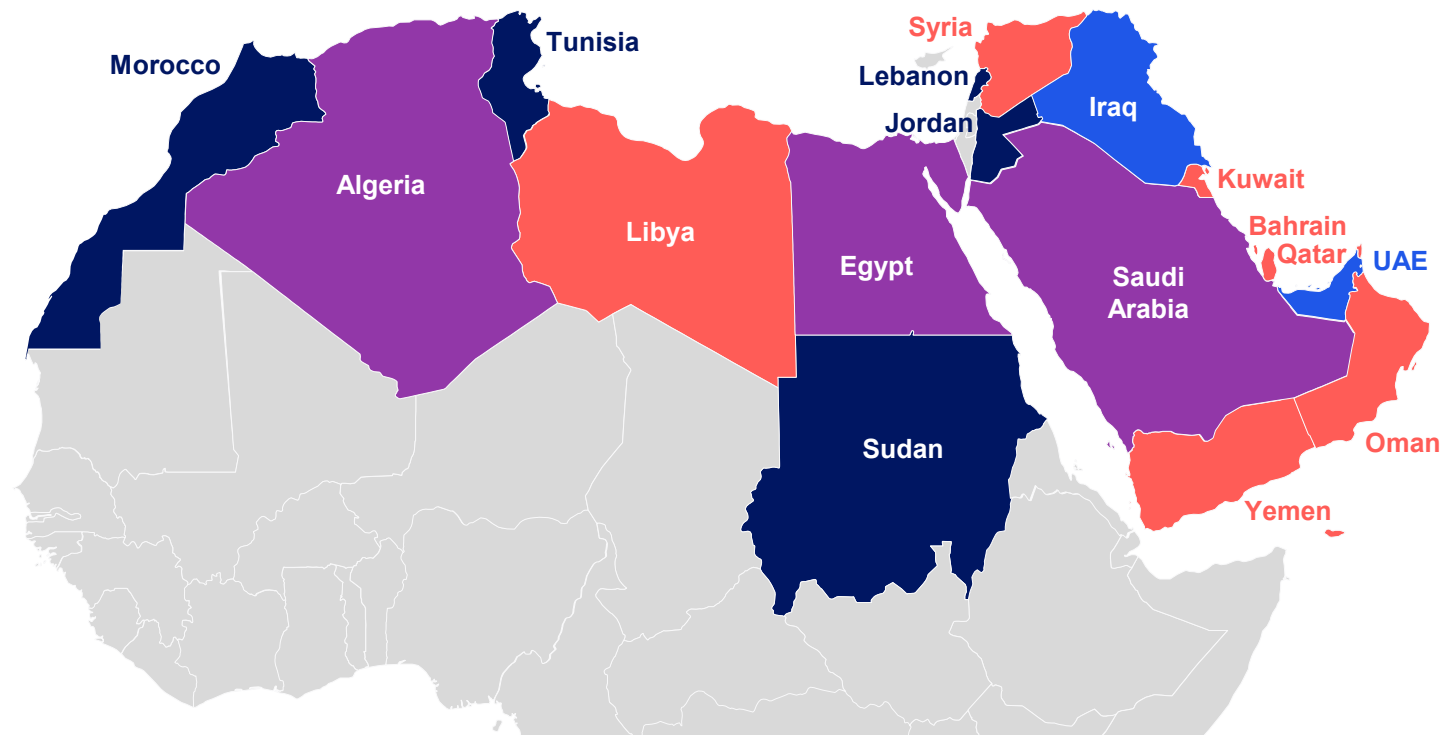 Syria
Tunisia
Morocco
Lebanon
Iraq
Jordan
Algeria
Kuwait
Libya
Bahrain
Qatar
UAE
Egypt
Saudi
Arabia
Sudan
Oman
Yemen